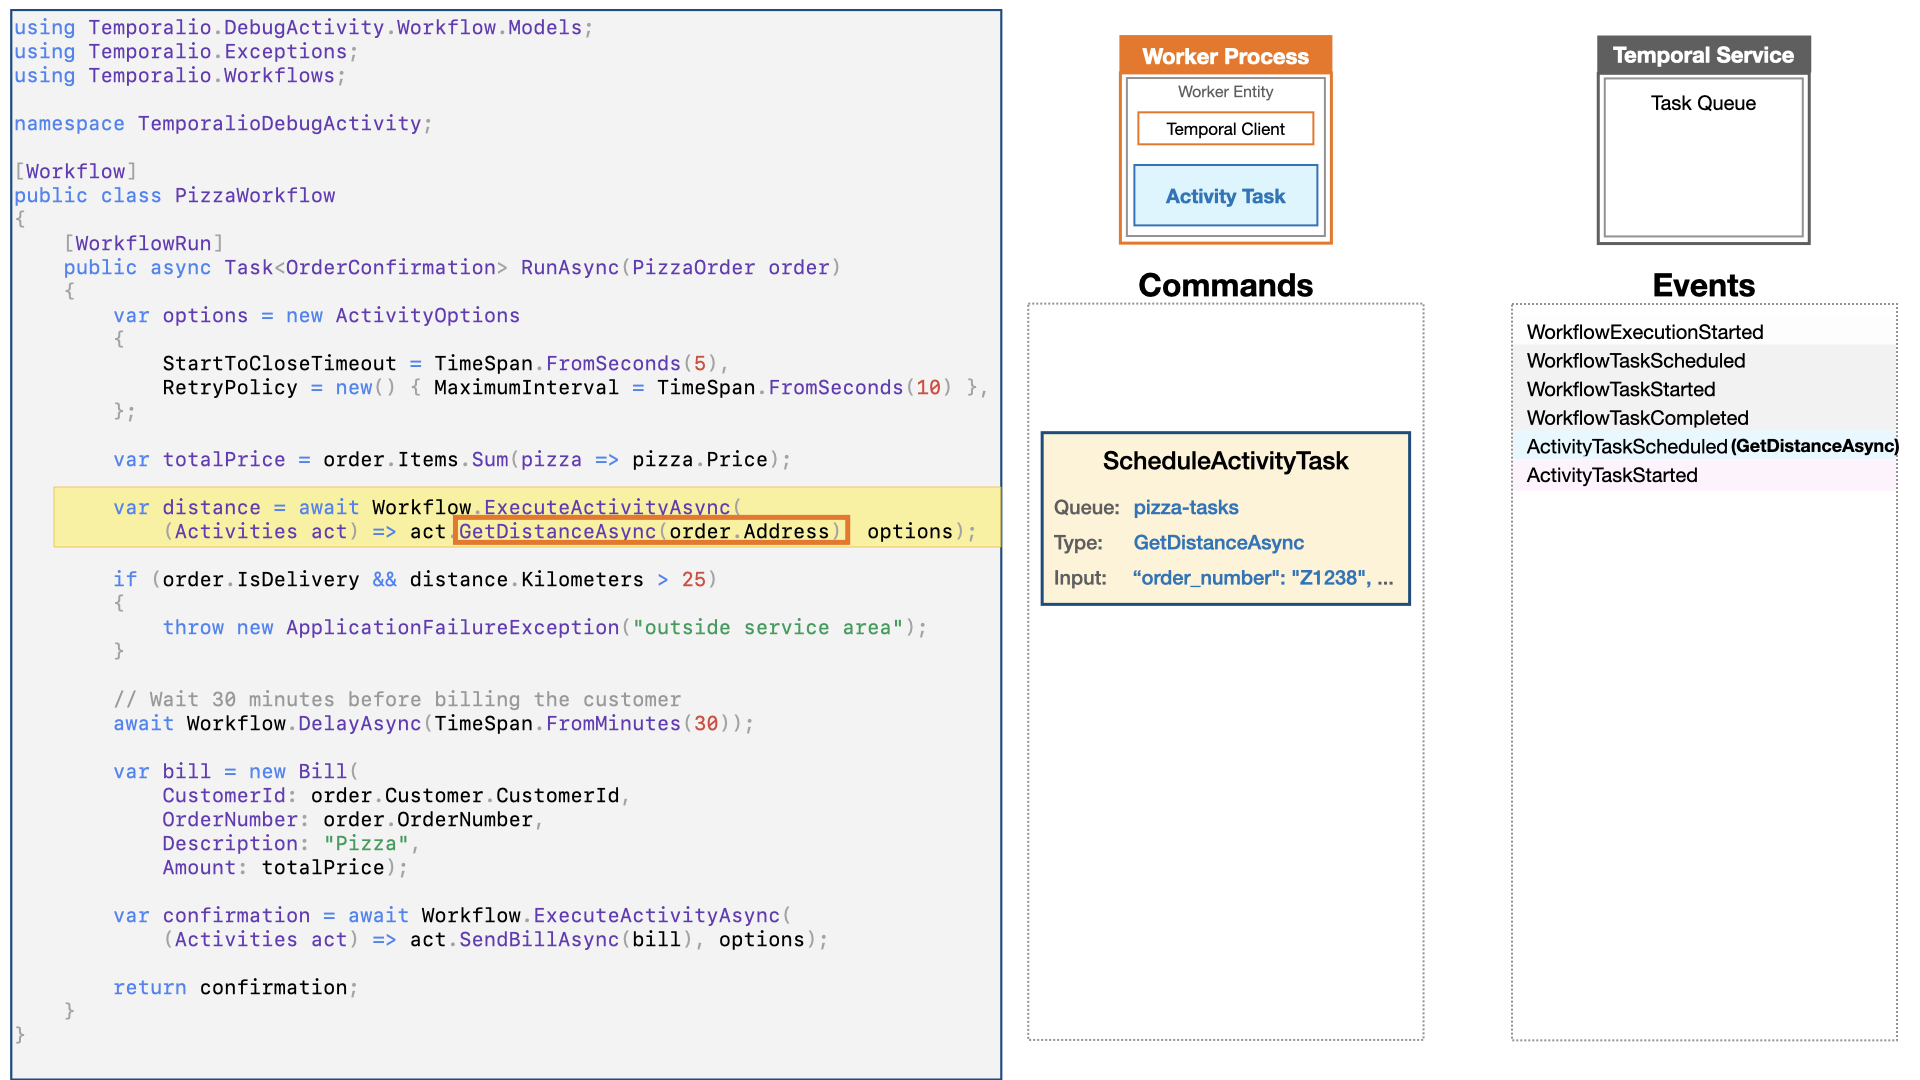 using Temporalio.DebugActivity.Workflow.Models;
using Temporalio.Exceptions;
using Temporalio.Workflows;

namespace TemporalioDebugActivity;

[Workflow]
public class PizzaWorkflow
{
    [WorkflowRun]
    public async Task<OrderConfirmation> RunAsync(PizzaOrder order)
    {
        var options = new ActivityOptions
        {
            StartToCloseTimeout = TimeSpan.FromSeconds(5),
            RetryPolicy = new() { MaximumInterval = TimeSpan.FromSeconds(10) },
        };

        var totalPrice = order.Items.Sum(pizza => pizza.Price);

        var distance = await Workflow.ExecuteActivityAsync(
            (Activities act) => act.GetDistanceAsync(order.Address) options);

        if (order.IsDelivery && distance.Kilometers > 25)
        {
            throw new ApplicationFailureException("outside service area");
        }

        // Wait 30 minutes before billing the customer
        await Workflow.DelayAsync(TimeSpan.FromMinutes(30));

        var bill = new Bill(
            CustomerId: order.Customer.CustomerId,
            OrderNumber: order.OrderNumber,
            Description: "Pizza",
            Amount: totalPrice);

        var confirmation = await Workflow.ExecuteActivityAsync(
            (Activities act) => act.SendBillAsync(bill), options);

        return confirmation;
    }
}
Worker Process
Worker Entity
Temporal Client
Activity Task
Commands
ScheduleActivityTask
Queue: pizza-tasks
Type: GetDistanceAsync
Input: “order_number": "Z1238", ...
Temporal Service
Task Queue
Events
WorkflowExecutionStarted
WorkflowTaskScheduled
WorkflowTaskStarted
WorkflowTaskCompleted
ActivityTaskScheduled (GetDistanceAsync)
ActivityTaskStarted